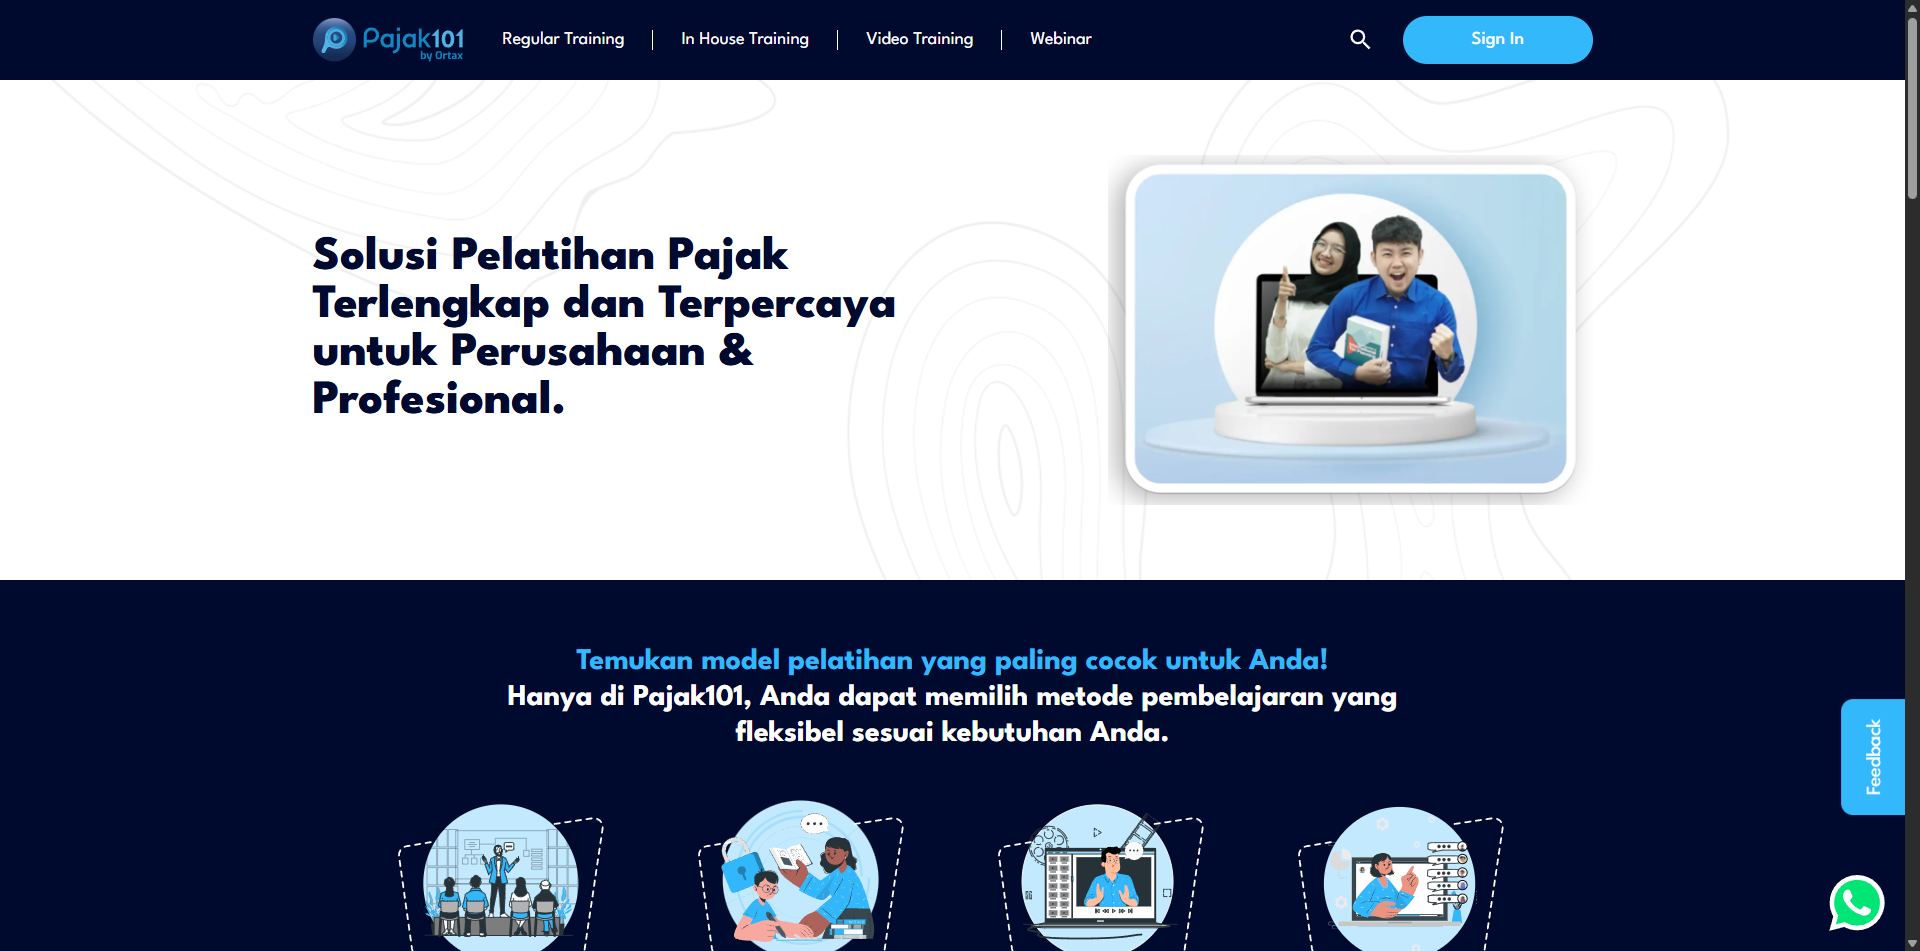 Pajak101
by Ortax
Regular Training
In House Training
Video Training
Webinar
Sign In
Solusi Pelatihan Pajak
Terlengkap dan Terpercaya
untuk Perusahaan &
Profesional.
Temukan model pelatihan yang paling cocok untuk Anda!
Hanya di Pajak101, Anda dapat memilih metode pembelajaran yang
fleksibel sesuai kebutuhan Anda.
Feedback